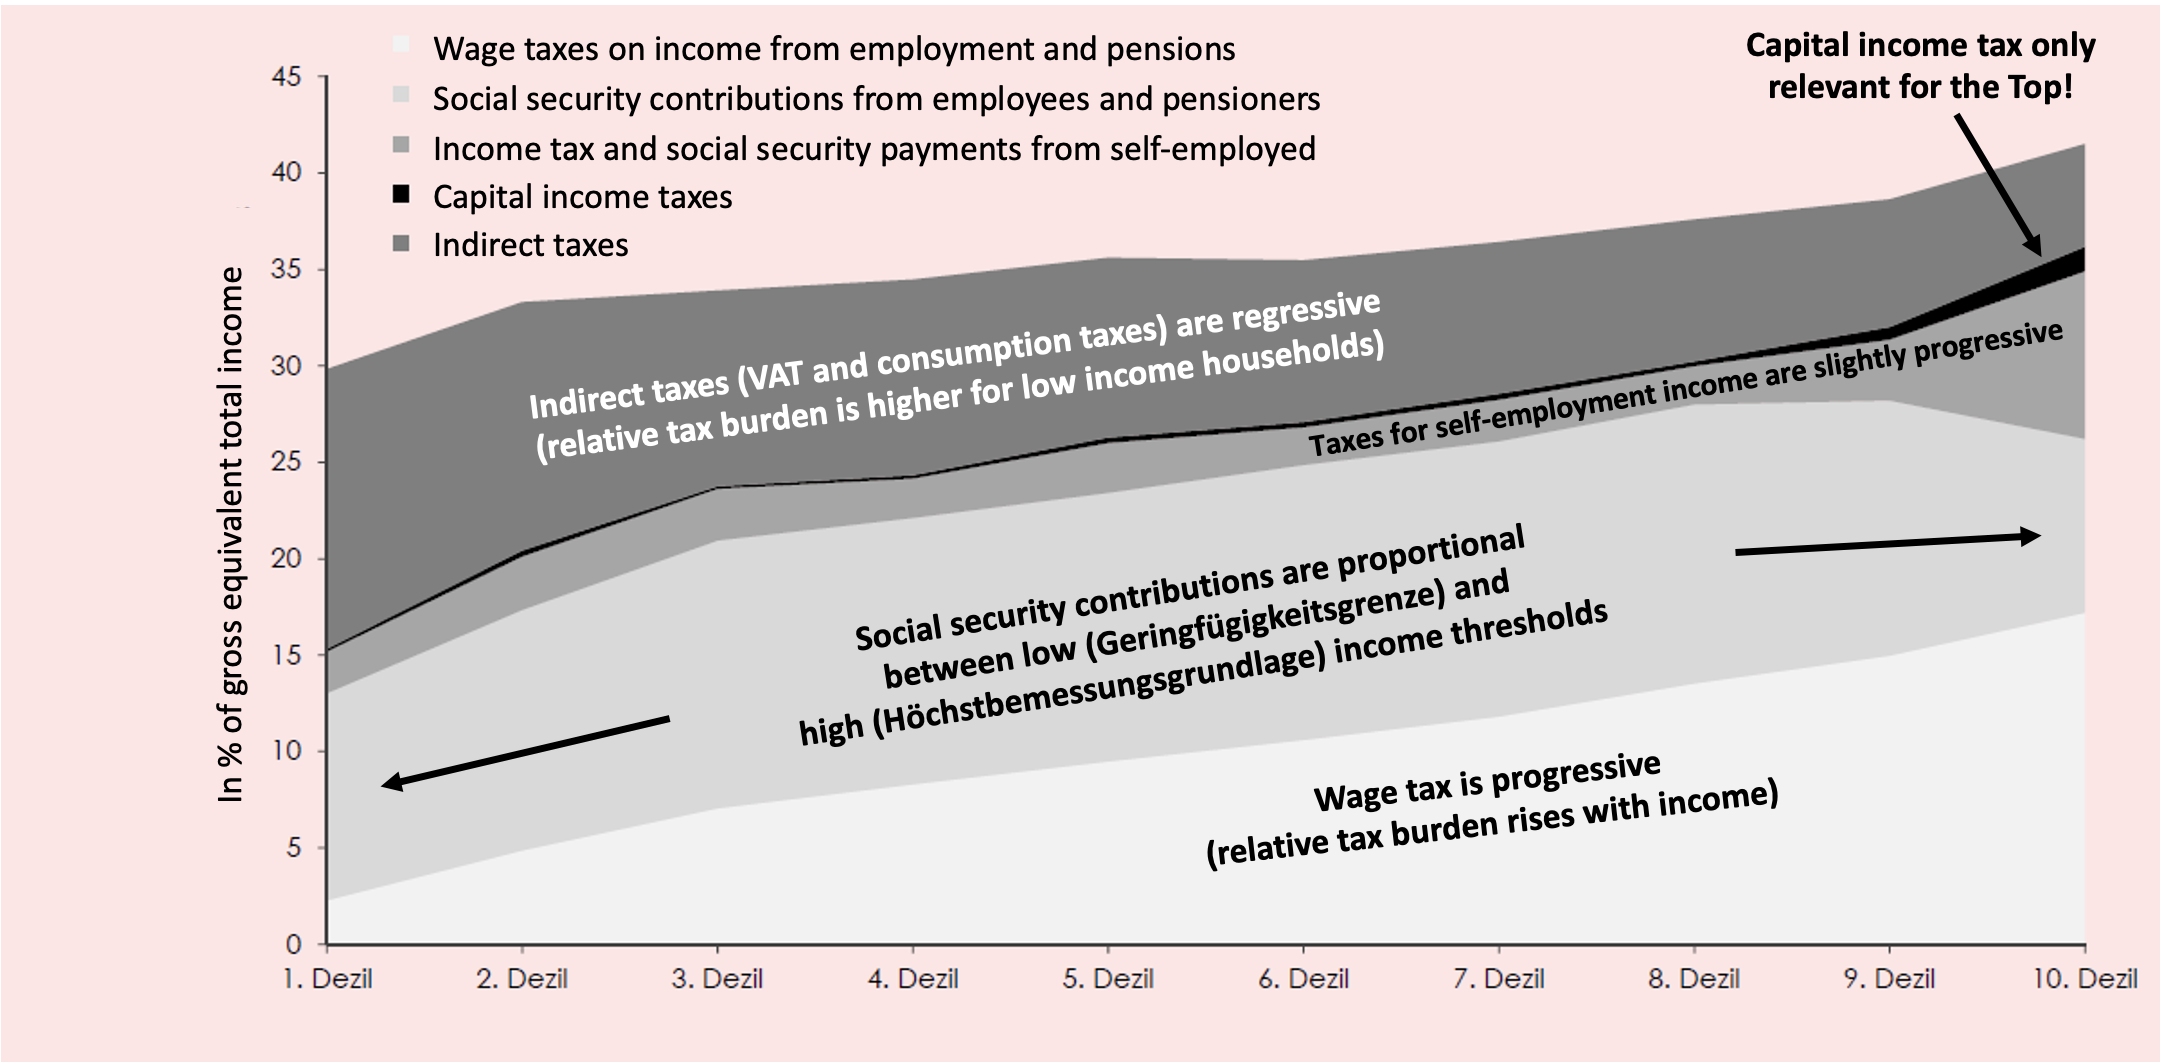 Wage taxes on income from employment and pensions
Social security contributions from employees and pensioners
Income tax and social security payments from self-employed
Capital income taxes
Indirect taxes
Capital income tax only
relevant for the Top!
In % of gross equivalent total income
45
40
35
30
25
20
15
10
5
0
Indirect taxes (VAT and consumption taxes) are regressive
(relative tax burden is higher for low income households)
Taxes for self-employment income are slightly progressive
Social security contributions are proportional
between low (Geringfügigkeitsgrenze) and
high (Höchstbemessungsgrundlage) income thresholds
Wage tax is progressive
(relative tax burden rises with income)
1. Dezil
2. Dezil
3. Dezil
4. Dezil
5. Dezil
6. Dezil
7. Dezil
8. Dezil
9. Dezil
10. Dezil